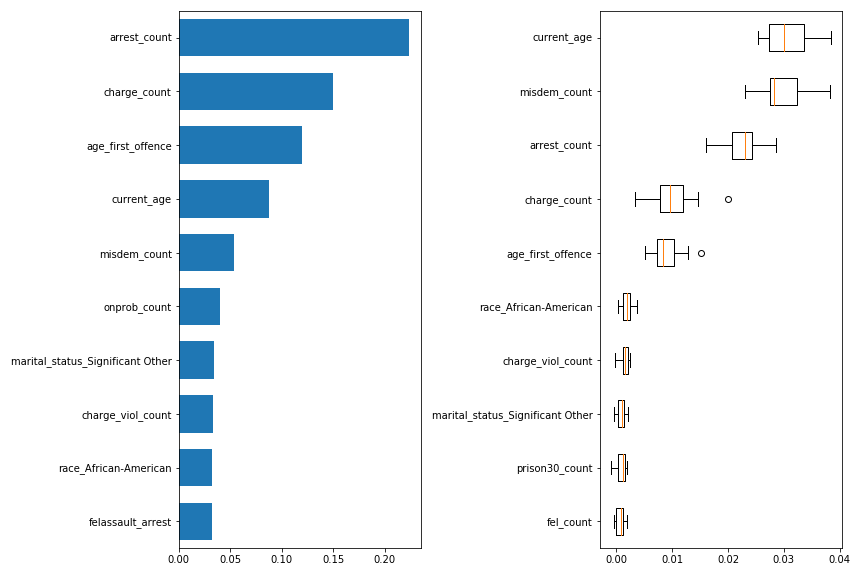 arrest_count
charge_count
age_first_offence
current_age
misdem_count
onprob_count
marital_status_Significant Other
charge_viol_count
race_African-American
felassault_arrest
0.00 0.05 0.10 0.15 0.20
current_age
misdem_count
arrest_count
charge_count
age_first_offence
race_African-American
charge_viol_count
marital_status_Significant Other
prison30_count
fel_count
0.00 0.01 0.02 0.03 0.04